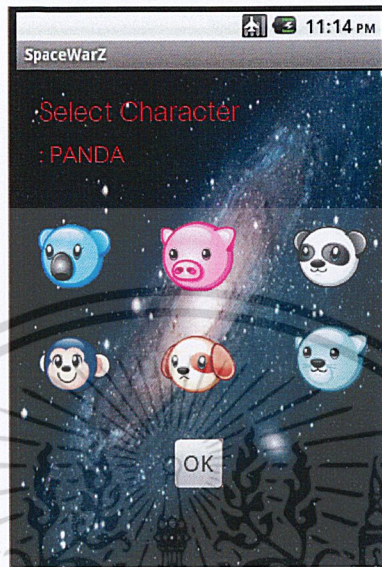 11:14 PM
SpaceWarZ
Select Character
: PANDA
OK